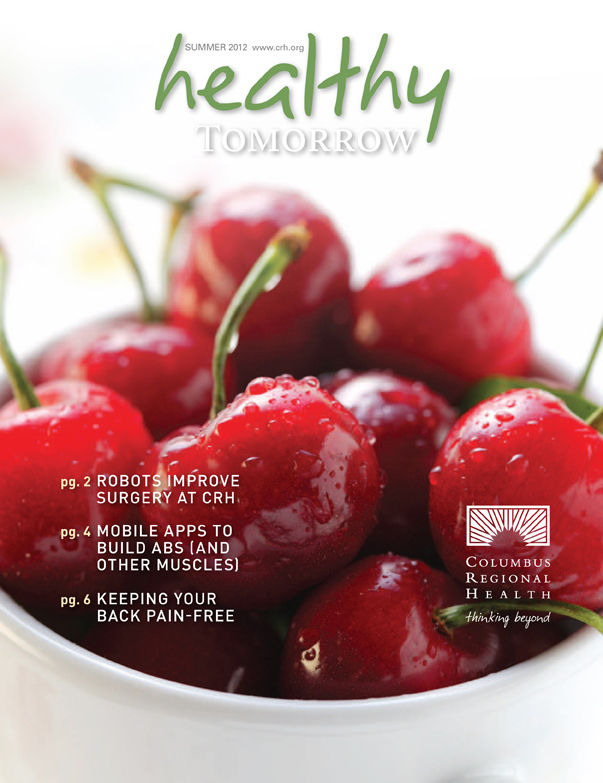 SUMMER 2012 www.crh.org
healthy
TOMORROW
pg. 2 ROBOTS IMPROVE
SURGERY AT CRH
pg. 4 MOBILE APPS TO
BUILD ABS (AND
OTHER MUSCLES)
pg. 6 KEEPING YOUR
BACK PAIN-FREE
COLUMBUS
REGIONAL
HEALTH
thinking beyond